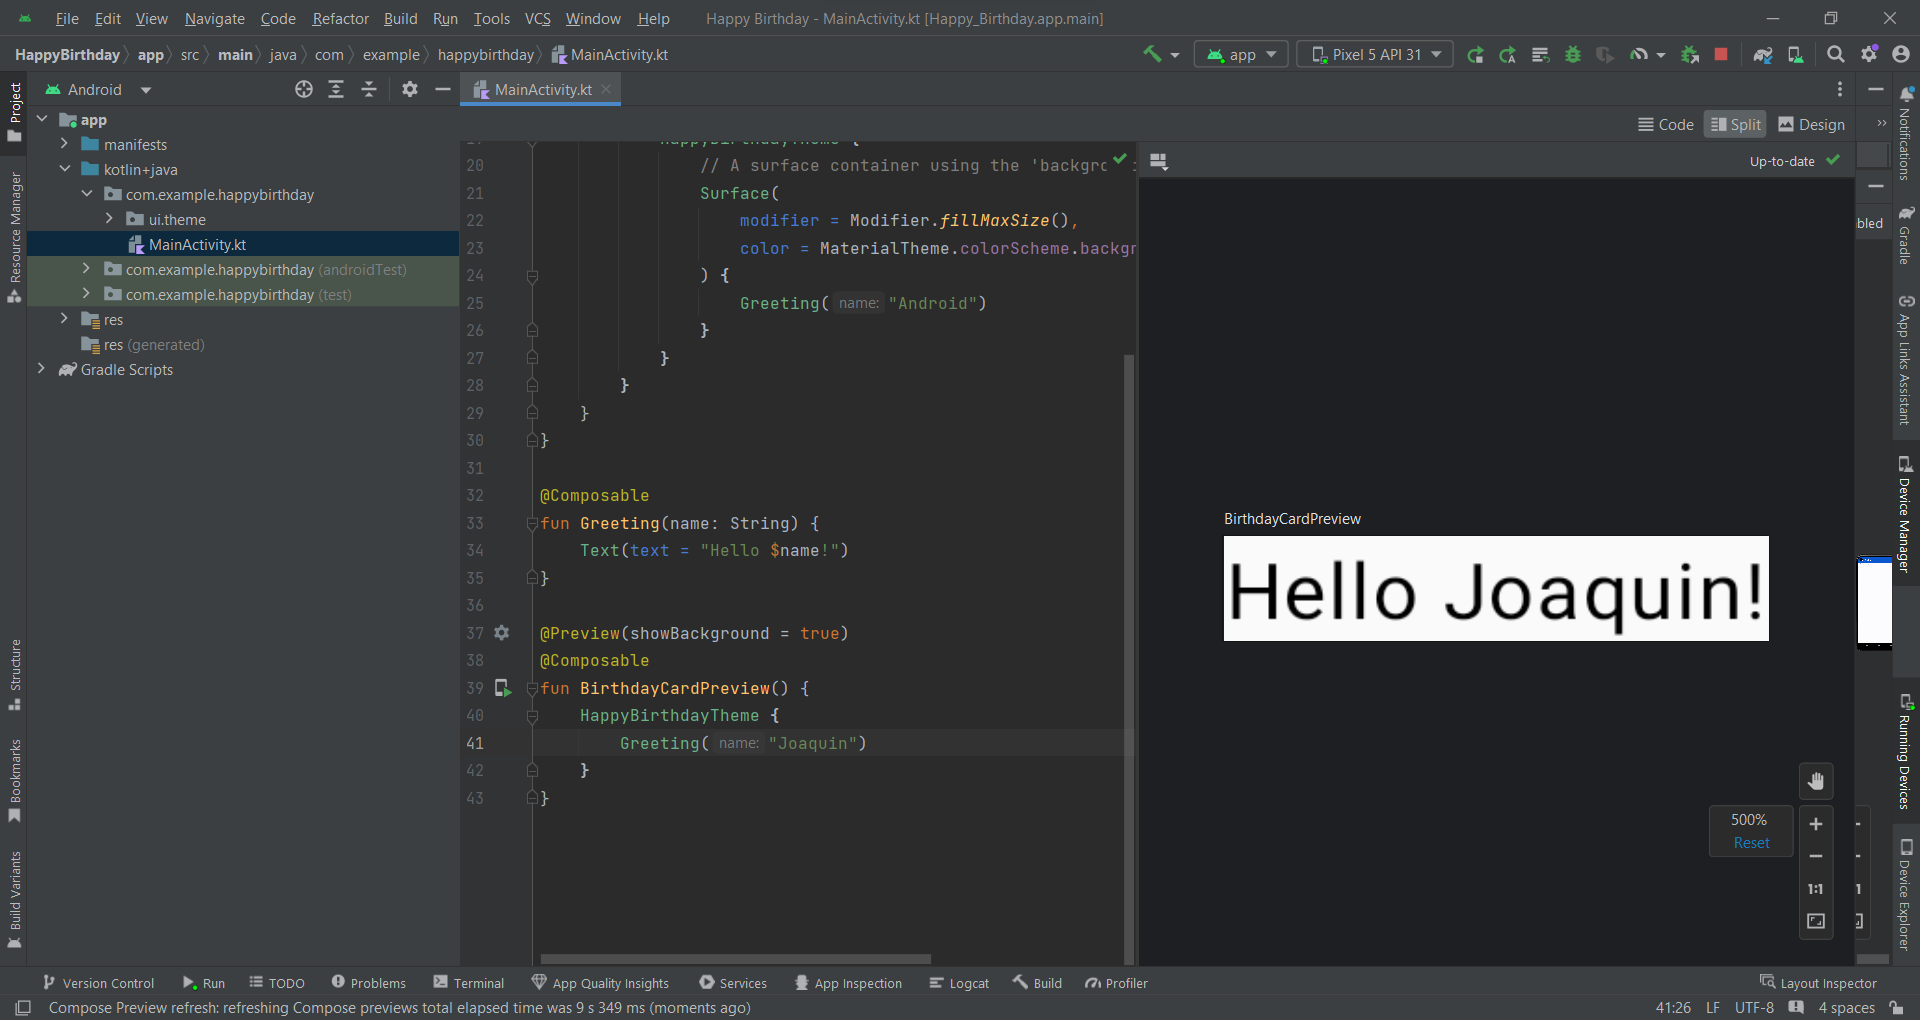 File Edit View Navigate Code Refactor Build Run Tools VCS Window Help Happy Birthday - MainActivity.kt [Happy_Birthday.app.main]
HappyBirthday app src main java com example happybirthday MainActivity.kt app Pixel 5 API 31
Project
Resource Manager
Structure
Bookmarks
Build Variants
Android
app
manifests
kotlin+java
com.example.happybirthday
ui.theme
MainActivity.kt
com.example.happybirthday (androidTest)
com.example.happybirthday (test)
res
res (generated)
Gradle Scripts
MainActivity.kt
Code Split Design
20 // A surface container using the 'backgro
21 Surface(
22 modifier = Modifier.fillMaxSize(),
23 color = MaterialTheme.colorScheme.backgr
24 ) {
25 Greeting( name: "Android")
26 }
27 }
28 }
29 }
30 }
31
32 @Composable
33 fun Greeting(name: String) {
34 Text(text = "Hello $name!")
35 }
36
37 @Preview(showBackground = true)
38 @Composable
39 fun BirthdayCardPreview() {
40 HappyBirthdayTheme {
41 Greeting( name: "Joaquin")
42 }
43 }
Up-to-date
BirthdayCardPreview
Hello Joaquin!
500%
Reset
1:1
bled
Notifications
Gradle
App Links Assistant
Device Manager
Running Devices
Device Explorer
Version Control Run TODO Problems Terminal App Quality Insights Services App Inspection Logcat Build Profiler Layout Inspector
Compose Preview refresh: refreshing Compose previews total elapsed time was 9 s 349 ms (moments ago) 41:26 LF UTF-8 4 spaces